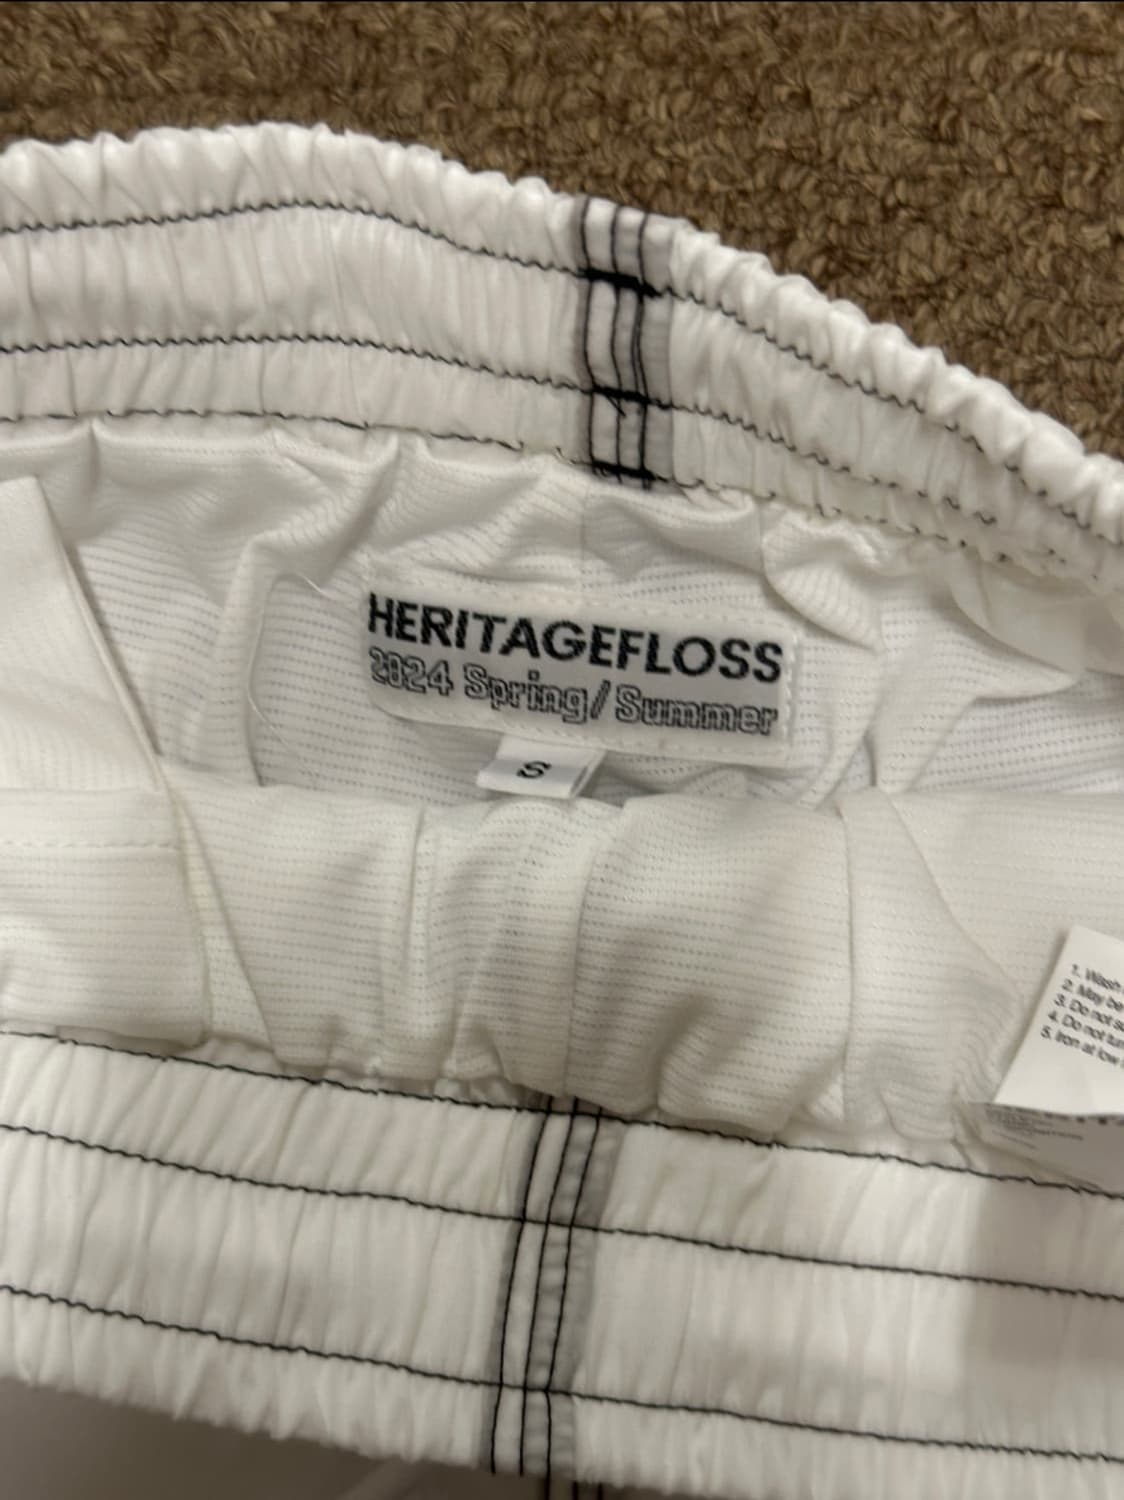 HERITAGEFLOSS
2024 Spring/Summer
S
1. Wash
2. May be
3. Do not
4. Do not
5. Iron at low